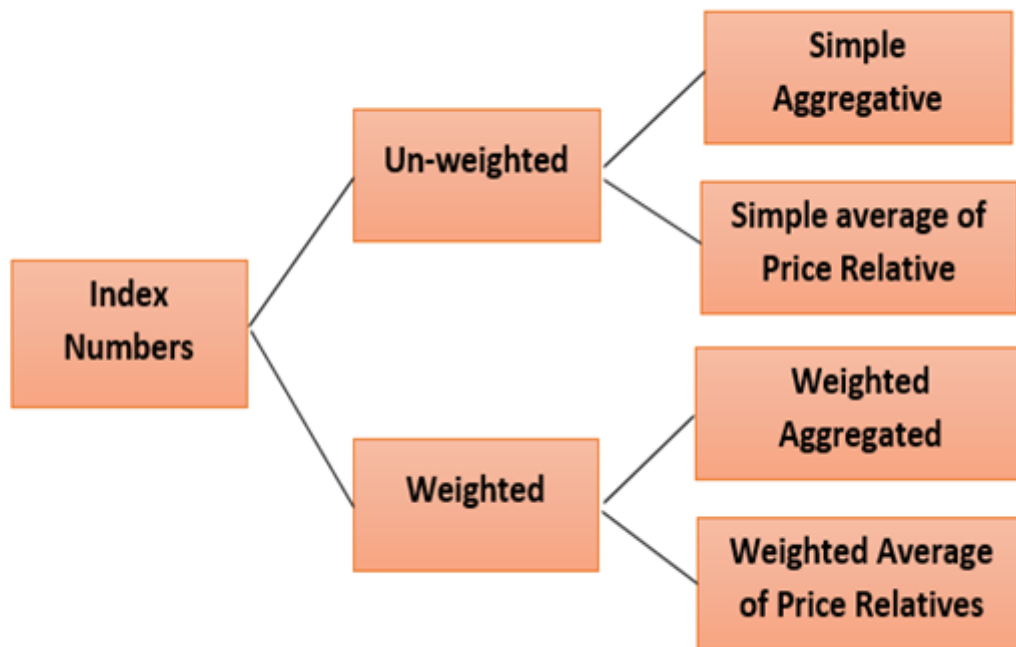 Index
Numbers
Un-weighted
Simple
Aggregative
Simple average of
Price Relative
Weighted
Weighted
Aggregated
Weighted Average
of Price Relatives